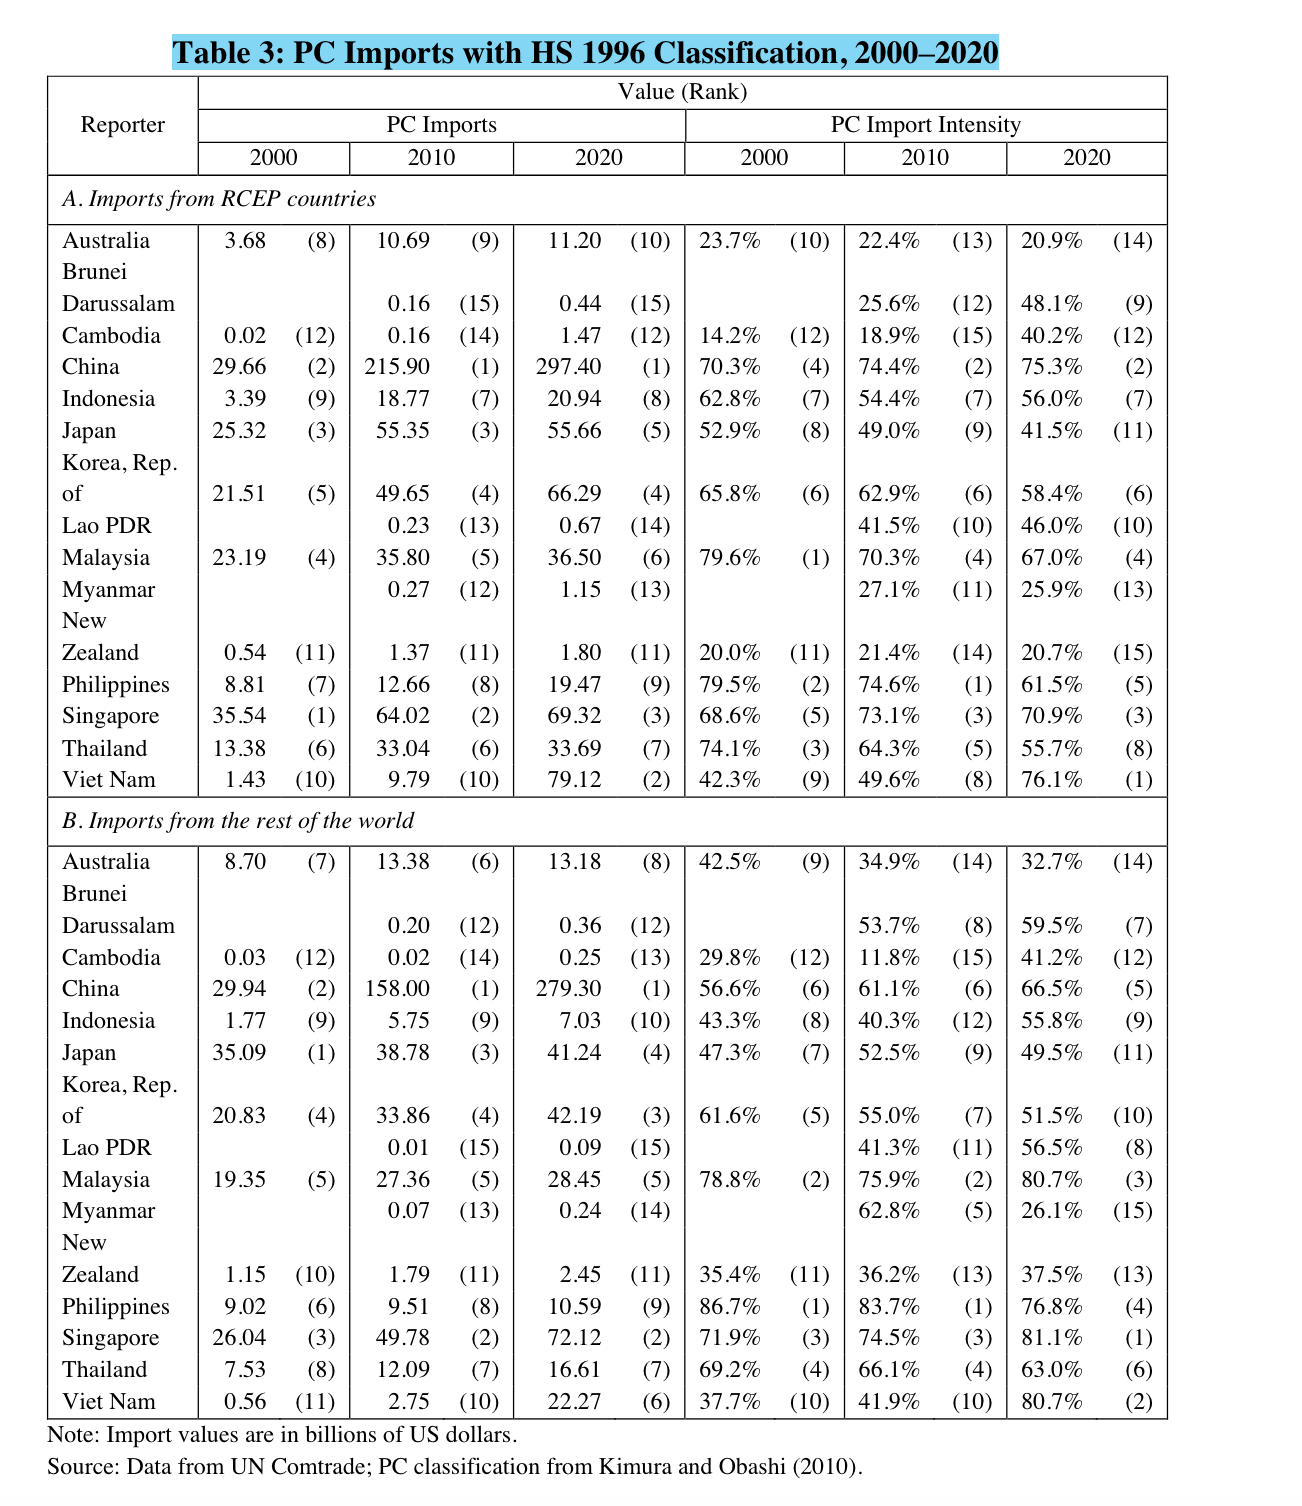 Table 3: PC Imports with HS 1996 Classification, 2000–2020
Value (Rank)
Reporter PC Imports PC Import Intensity
2000 2010 2020 2000 2010 2020
A. Imports from RCEP countries
Australia 3.68 (8) 10.69 (9) 11.20 (10) 23.7% (10) 22.4% (13) 20.9% (14)
Brunei
Darussalam 0.16 (15) 0.44 (15) 25.6% (12) 48.1% (9)
Cambodia 0.02 (12) 0.16 (14) 1.47 (12) 14.2% (12) 18.9% (15) 40.2% (12)
China 29.66 (2) 215.90 (1) 297.40 (1) 70.3% (4) 74.4% (2) 75.3% (2)
Indonesia 3.39 (9) 18.77 (7) 20.94 (8) 62.8% (7) 54.4% (7) 56.0% (7)
Japan 25.32 (3) 55.35 (3) 55.66 (5) 52.9% (8) 49.0% (9) 41.5% (11)
Korea, Rep.
of 21.51 (5) 49.65 (4) 66.29 (4) 65.8% (6) 62.9% (6) 58.4% (6)
Lao PDR 0.23 (13) 0.67 (14) 41.5% (10) 46.0% (10)
Malaysia 23.19 (4) 35.80 (5) 36.50 (6) 79.6% (1) 70.3% (4) 67.0% (4)
Myanmar 0.27 (12) 1.15 (13) 27.1% (11) 25.9% (13)
New
Zealand 0.54 (11) 1.37 (11) 1.80 (11) 20.0% (11) 21.4% (14) 20.7% (15)
Philippines 8.81 (7) 12.66 (8) 19.47 (9) 79.5% (2) 74.6% (1) 61.5% (5)
Singapore 35.54 (1) 64.02 (2) 69.32 (3) 68.6% (5) 73.1% (3) 70.9% (3)
Thailand 13.38 (6) 33.04 (6) 33.69 (7) 74.1% (3) 64.3% (5) 55.7% (8)
Viet Nam 1.43 (10) 9.79 (10) 79.12 (2) 42.3% (9) 49.6% (8) 76.1% (1)
B. Imports from the rest of the world
Australia 8.70 (7) 13.38 (6) 13.18 (8) 42.5% (9) 34.9% (14) 32.7% (14)
Brunei
Darussalam 0.20 (12) 0.36 (12) 53.7% (8) 59.5% (7)
Cambodia 0.03 (12) 0.02 (14) 0.25 (13) 29.8% (12) 11.8% (15) 41.2% (12)
China 29.94 (2) 158.00 (1) 279.30 (1) 56.6% (6) 61.1% (6) 66.5% (5)
Indonesia 1.77 (9) 5.75 (9) 7.03 (10) 43.3% (8) 40.3% (12) 55.8% (9)
Japan 35.09 (1) 38.78 (3) 41.24 (4) 47.3% (7) 52.5% (9) 49.5% (11)
Korea, Rep.
of 20.83 (4) 33.86 (4) 42.19 (3) 61.6% (5) 55.0% (7) 51.5% (10)
Lao PDR 0.01 (15) 0.09 (15) 41.3% (11) 56.5% (8)
Malaysia 19.35 (5) 27.36 (5) 28.45 (5) 78.8% (2) 75.9% (2) 80.7% (3)
Myanmar 0.07 (13) 0.24 (14) 62.8% (5) 26.1% (15)
New
Zealand 1.15 (10) 1.79 (11) 2.45 (11) 35.4% (11) 36.2% (13) 37.5% (13)
Philippines 9.02 (6) 9.51 (8) 10.59 (9) 86.7% (1) 83.7% (1) 76.8% (4)
Singapore 26.04 (3) 49.78 (2) 72.12 (2) 71.9% (3) 74.5% (3) 81.1% (1)
Thailand 7.53 (8) 12.09 (7) 16.61 (7) 69.2% (4) 66.1% (4) 63.0% (6)
Viet Nam 0.56 (11) 2.75 (10) 22.27 (6) 37.7% (10) 41.9% (10) 80.7% (2)
Note: Import values are in billions of US dollars.
Source: Data from UN Comtrade; PC classification from Kimura and Obashi (2010).